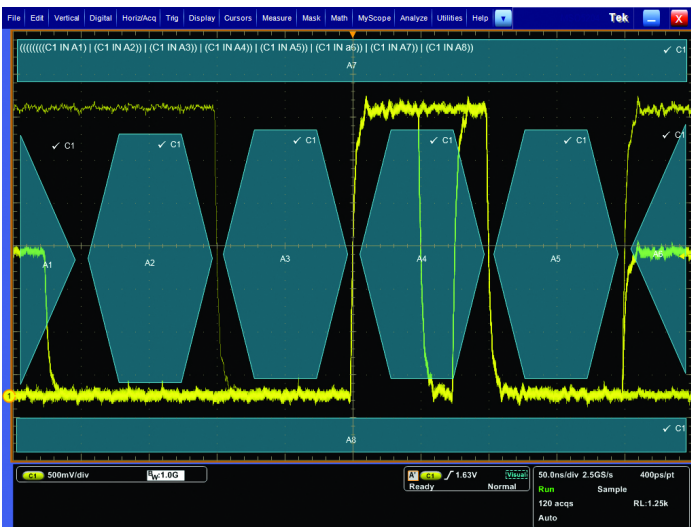 File Edit Vertical Digital Horiz/Acq Trig Display Cursors Measure Mask Math MyScope Analyze Utilities Help Tek X
((((((((C1 IN A1) | (C1 IN A2)) | (C1 IN A3)) | (C1 IN A4)) | (C1 IN A5)) | (C1 IN a6)) | (C1 IN A7)) | (C1 IN A8)) C1
A7
C1 C1 C1 C1 C1 C1
A1 A2 A3 A4 A5
1
C1
A8
C1 500mV/div BW:1.0G
A' C1 1.63V Visual
Ready Normal
50.0ns/div 2.5GS/s 400ps/pt
Run Sample
120 acqs RL:1.25k
Auto